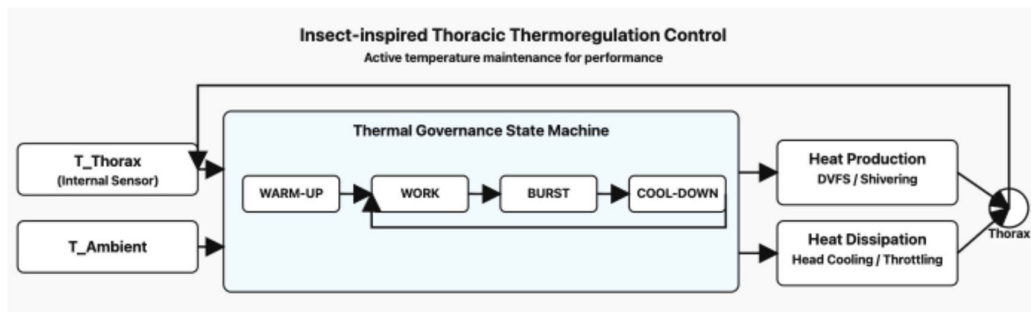 Insect-inspired Thoracic Thermoregulation Control
Active temperature maintenance for performance
Thermal Governance State Machine
T_Thorax
(Internal Sensor)
T_Ambient
WARM-UP
WORK
BURST
COOL-DOWN
Heat Production
DVFS / Shivering
Heat Dissipation
Head Cooling / Throttling
Thorax